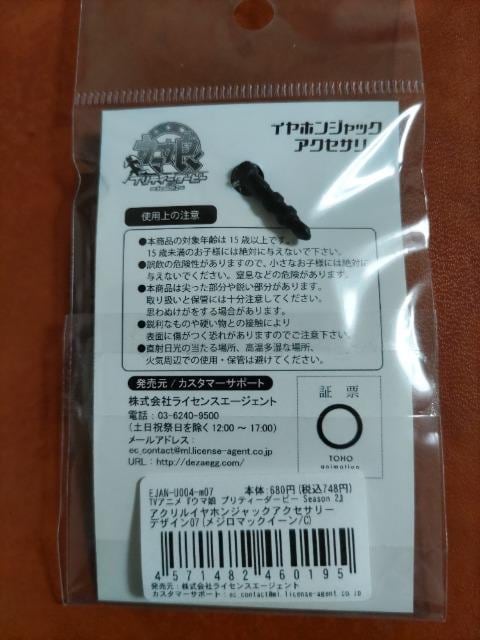 ウマ娘
プリティーダービー
イヤホンジャック
アクセサリー
使用上の注意
●本商品の対象年齢は15歳以上です。
15歳未満のお子様には絶対に与えないで下さい。
●誤飲の危険性がありますので、小さなお子様には絶対に
与えないでください。窒息などの危険があります。
●本商品は尖った部分や鋭い部分があります。
取り扱いと保管には十分注意してください。
思わぬけがをする場合があります。
●鋭利なものや硬い物との接触により
表面に傷がつく恐れがありますのでご注意下さい。
●直射日光の当たる場所、高温多湿な場所、
火気周辺での使用・保管は避けてください。
発売元 / カスタマーサポート
株式会社ライセンスエージェント
電話 : 03-6240-9500
(土日祝祭日を除く 12:00 ～ 17:00)
メールアドレス :
ec_contact@ml.license-agent.co.jp
URL : http://dezaegg.com/
証票
TOHO
animation
EJAN-U004-m07 本体:680円(税込748円)
TVアニメ『ウマ娘 プリティーダービー Season 2』
アクリルイヤホンジャックアクセサリー
デザイン07(メジロマックイーン/C)
4571482460195
発売元:株式会社ライセンスエージェント
カスタマーサポート:ec_contact@ml.license-agent.co.jp